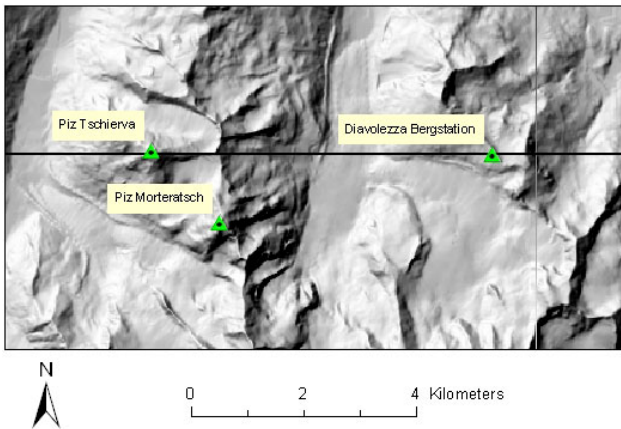 Piz Tschierva
Diavolezza Bergstation
Piz Morteratsch
N
0 2 4 Kilometers